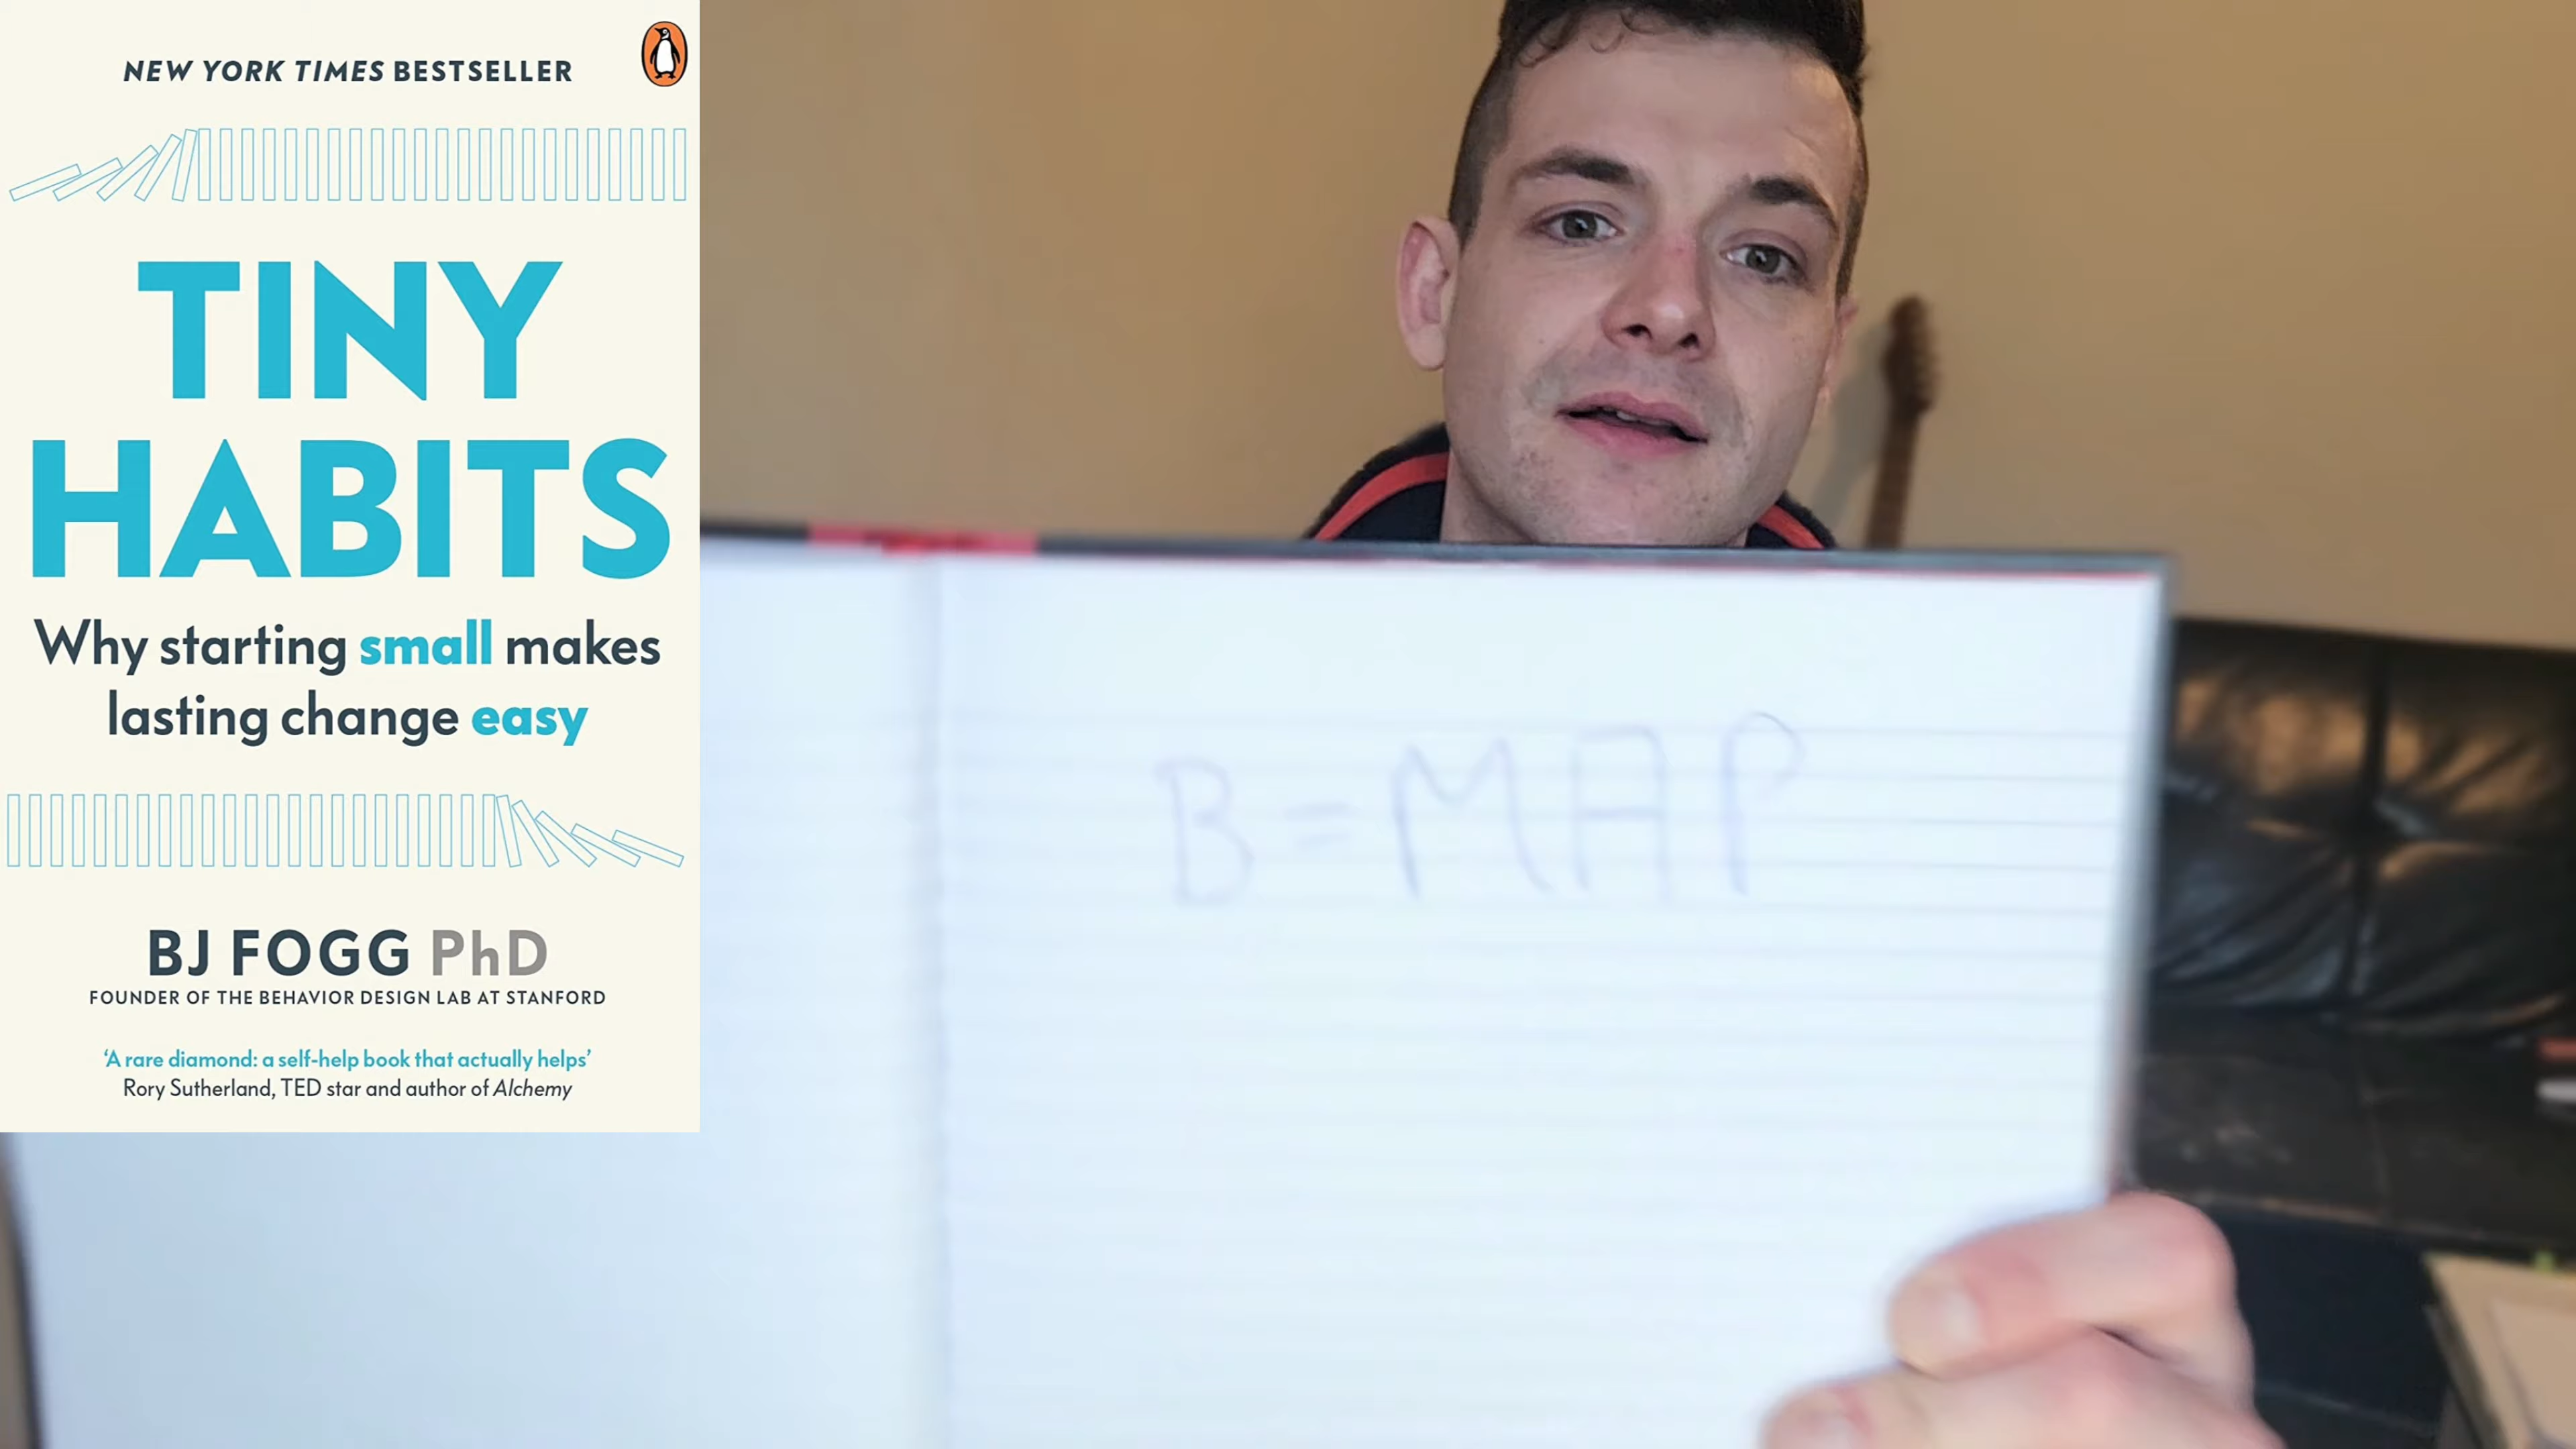 NEW YORK TIMES BESTSELLER
TINY
HABITS
Why starting small makes
lasting change easy
BJ FOGG PhD
FOUNDER OF THE BEHAVIOR DESIGN LAB AT STANFORD
‘A rare diamond: a self-help book that actually helps’
Rory Sutherland, TED star and author of Alchemy
B = MAP